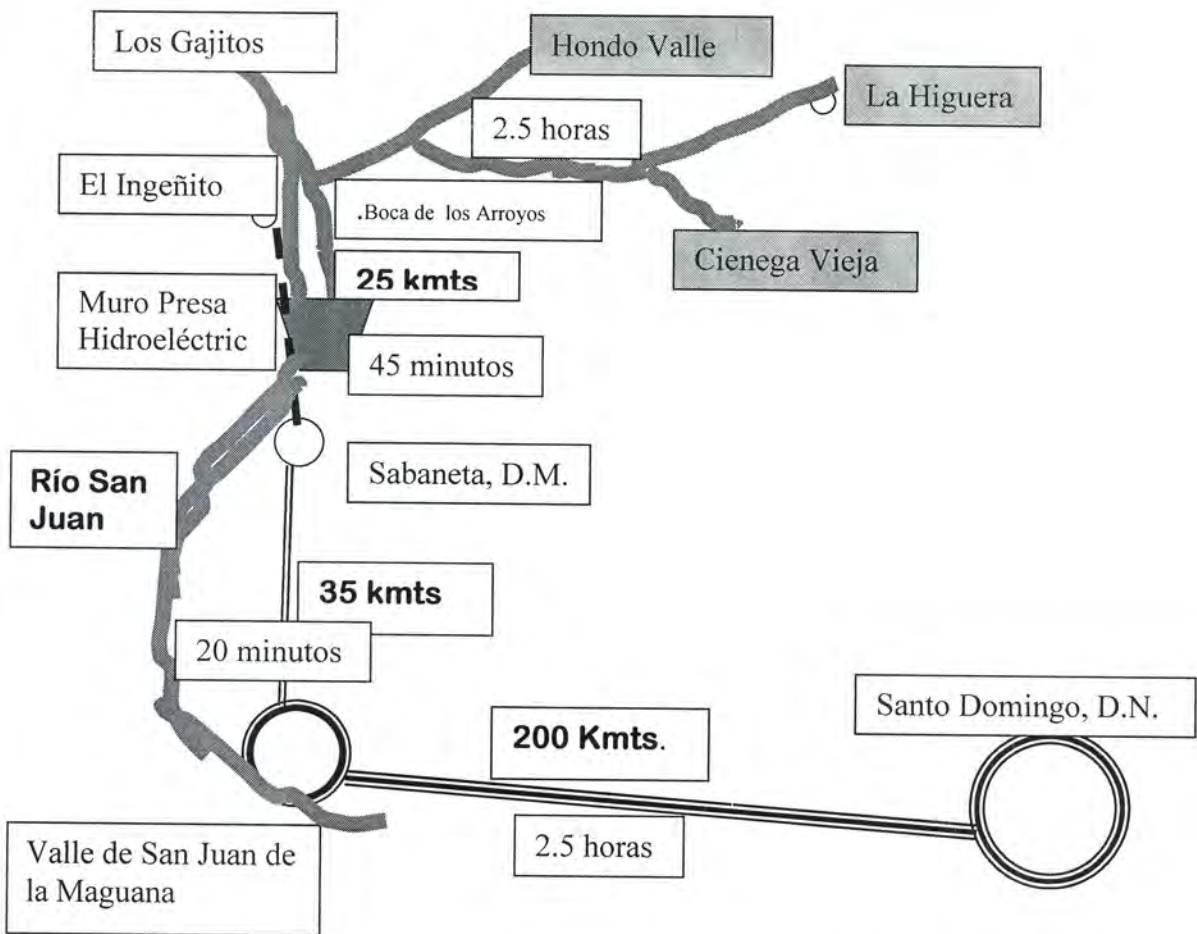 Los Gajitos
Hondo Valle
La Higuera
2.5 horas
El Ingeñito
.Boca de los Arroyos
Cienega Vieja
25 kmts
Muro Presa
Hidroeléctric
45 minutos
Sabaneta, D.M.
Río San
Juan
35 kmts
20 minutos
Santo Domingo, D.N.
200 Kmts.
2.5 horas
Valle de San Juan de
la Maguana